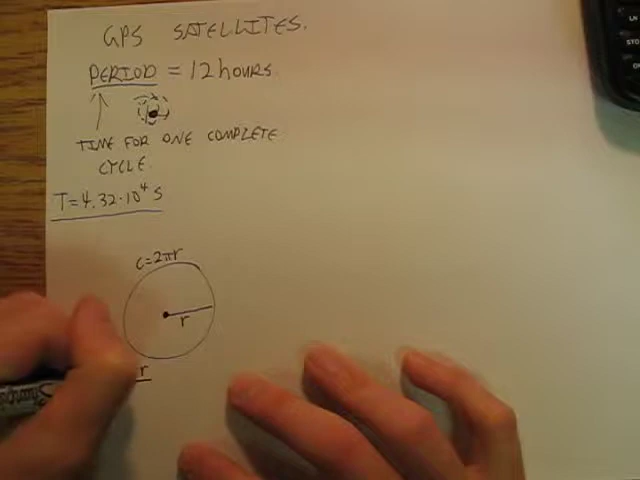 GPS SATELLITES.
PERIOD = 12 hours.
TIME FOR ONE COMPLETE
CYCLE.
T=4.32·10⁴ S
C=2πr
r
r